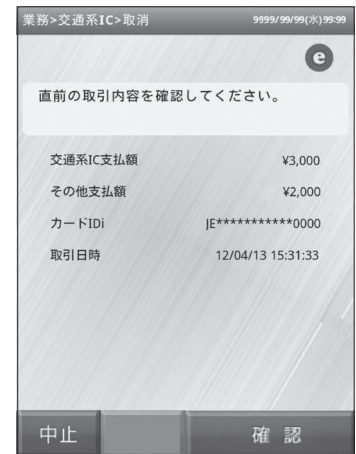 業務>交通系IC>取消 9999/99/99(水)99:99
e
直前の取引内容を確認してください。
交通系IC支払額 ¥3,000
その他支払額 ¥2,000
カードIDi JE***********0000
取引日時 12/04/13 15:31:33
中止 確認